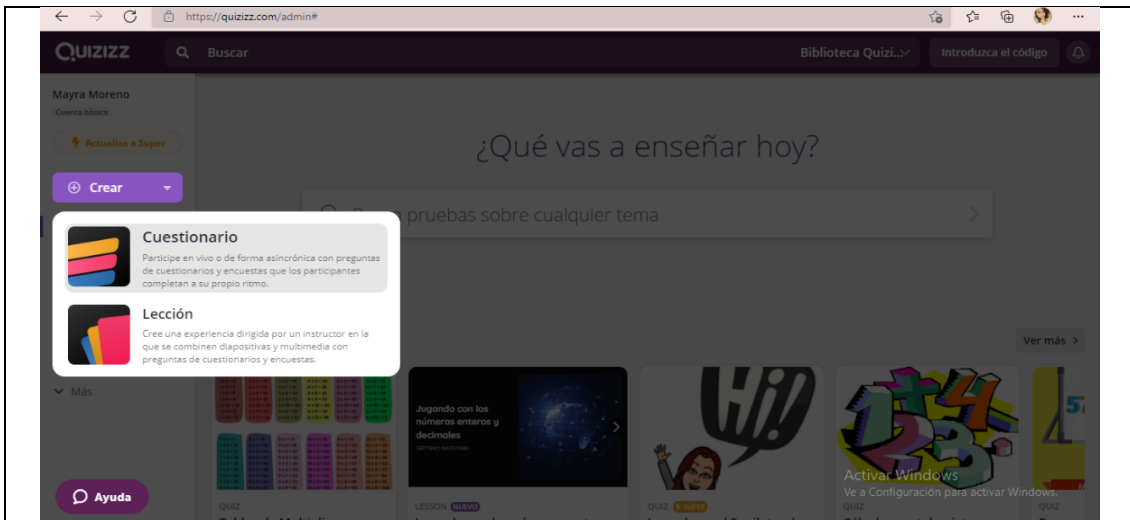 https://quizizz.com/admin#
QUIZIZZ
Buscar
Biblioteca Quizi...
Introduzca el código
Mayra Moreno
Cuenta básica
Actualiza a Super
¿Qué vas a enseñar hoy?
Crear
pruebas sobre cualquier tema
Cuestionario
Participe en vivo o de forma asincrónica con preguntas
de cuestionarios y encuestas que los participantes
completan a su propio ritmo.
Lección
Cree una experiencia dirigida por un instructor en la
que se combinen diapositivas y multimedia con
preguntas de cuestionarios y encuestas.
Ver más
Más
Jugando con los
números enteros y
decimales
Hi!
Activar Windows
Ve a Configuración para activar Windows.
Ayuda
QUIZ
LESSON NUEVO
QUIZ SUPER
QUIZ
QUIZ